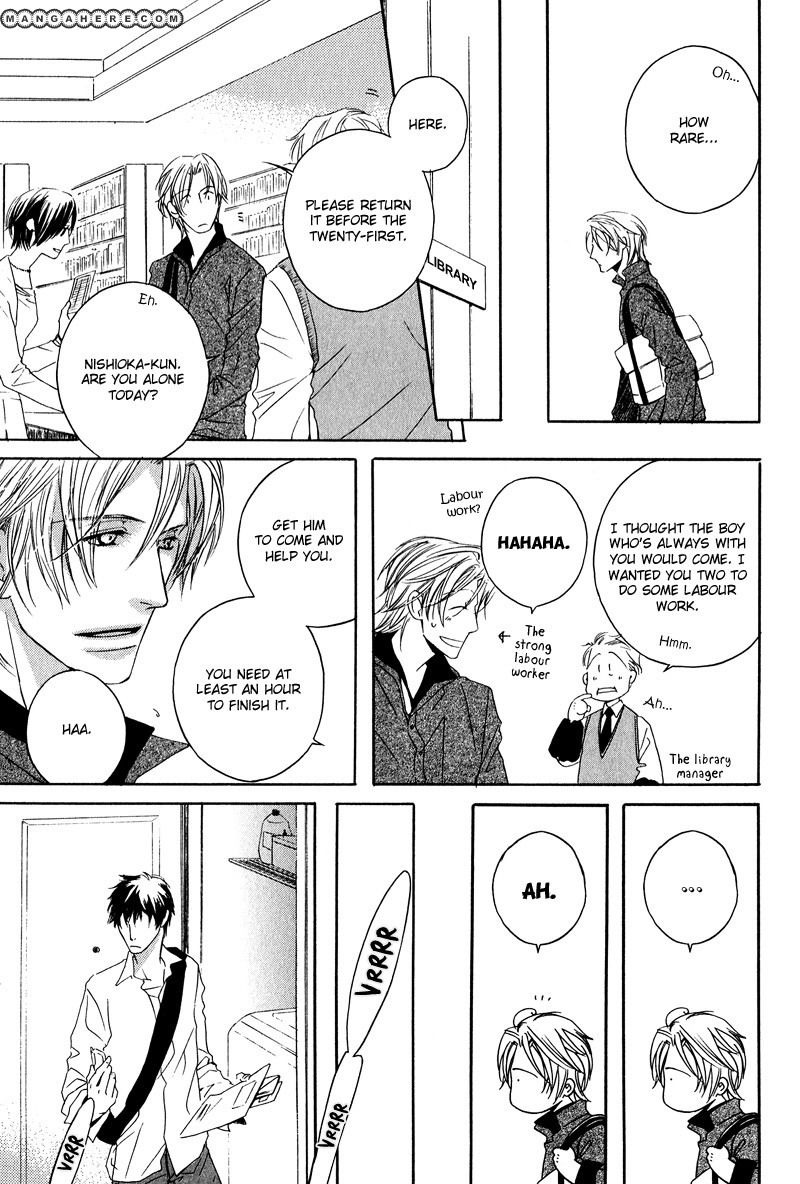 MANGAHERE.COM
Oh...
HOW
RARE...
HERE.
PLEASE RETURN
IT BEFORE THE
TWENTY-FIRST.
LIBRARY
Eh.
NISHIOKA-KUN.
ARE YOU ALONE
TODAY?
I THOUGHT THE BOY
WHO'S ALWAYS WITH
YOU WOULD COME. I
WANTED YOU TWO TO
DO SOME LABOUR
WORK.
Hmm.
Ah...
The library
manager
HAHAHA.
Labour
work?
← The
strong
labour
worker
GET HIM
TO COME AND
HELP YOU.
YOU NEED AT
LEAST AN HOUR
TO FINISH IT.
HAA.
...
AH.
VRRRR
VRRRR
VRRR